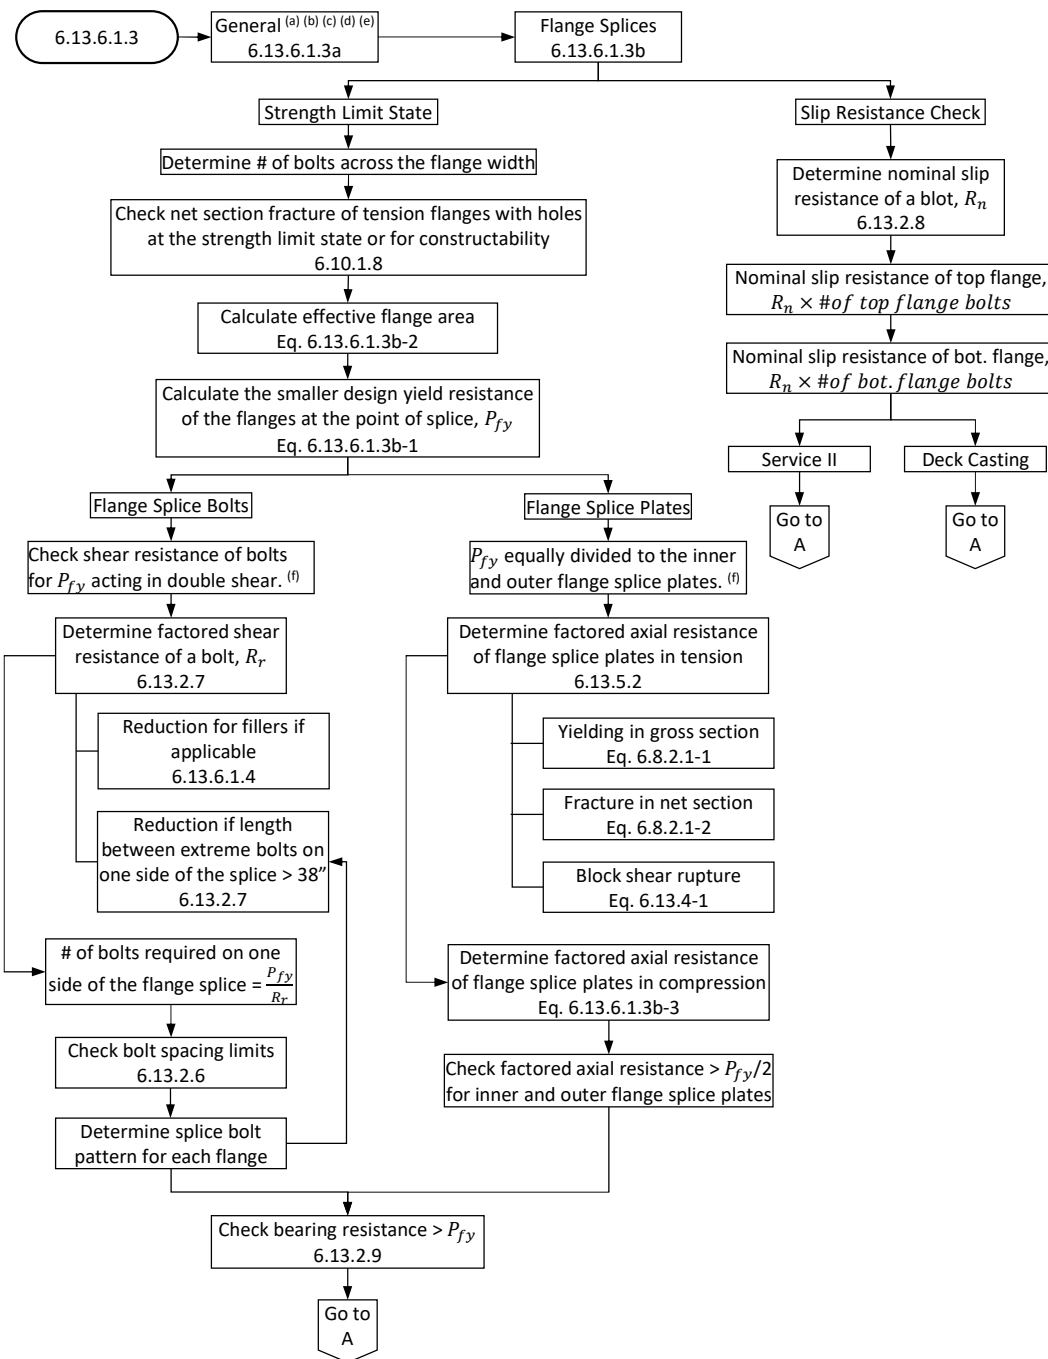 6.13.6.1.3
General (a) (b) (c) (d) (e)
6.13.6.1.3a
Flange Splices
6.13.6.1.3b
Strength Limit State
Determine # of bolts across the flange width
Check net section fracture of tension flanges with holes
at the strength limit state or for constructability
6.10.1.8
Calculate effective flange area
Eq. 6.13.6.1.3b-2
Calculate the smaller design yield resistance
of the flanges at the point of splice, P_fy
Eq. 6.13.6.1.3b-1
Flange Splice Bolts
Check shear resistance of bolts
for P_fy acting in double shear. (f)
Determine factored shear
resistance of a bolt, R_r
6.13.2.7
Reduction for fillers if
applicable
6.13.6.1.4
Reduction if length
between extreme bolts on
one side of the splice > 38”
6.13.2.7
# of bolts required on one
side of the flange splice = P_fy/R_r
Check bolt spacing limits
6.13.2.6
Determine splice bolt
pattern for each flange
Flange Splice Plates
P_fy equally divided to the inner
and outer flange splice plates. (f)
Determine factored axial resistance
of flange splice plates in tension
6.13.5.2
Yielding in gross section
Eq. 6.8.2.1-1
Fracture in net section
Eq. 6.8.2.1-2
Block shear rupture
Eq. 6.13.4-1
Determine factored axial resistance
of flange splice plates in compression
Eq. 6.13.6.1.3b-3
Check factored axial resistance > P_fy/2
for inner and outer flange splice plates
Check bearing resistance > P_fy
6.13.2.9
Go to
A
Slip Resistance Check
Determine nominal slip
resistance of a blot, R_n
6.13.2.8
Nominal slip resistance of top flange,
R_n × #of top flange bolts
Nominal slip resistance of bot. flange,
R_n × #of bot. flange bolts
Service II
Go to
A
Deck Casting
Go to
A